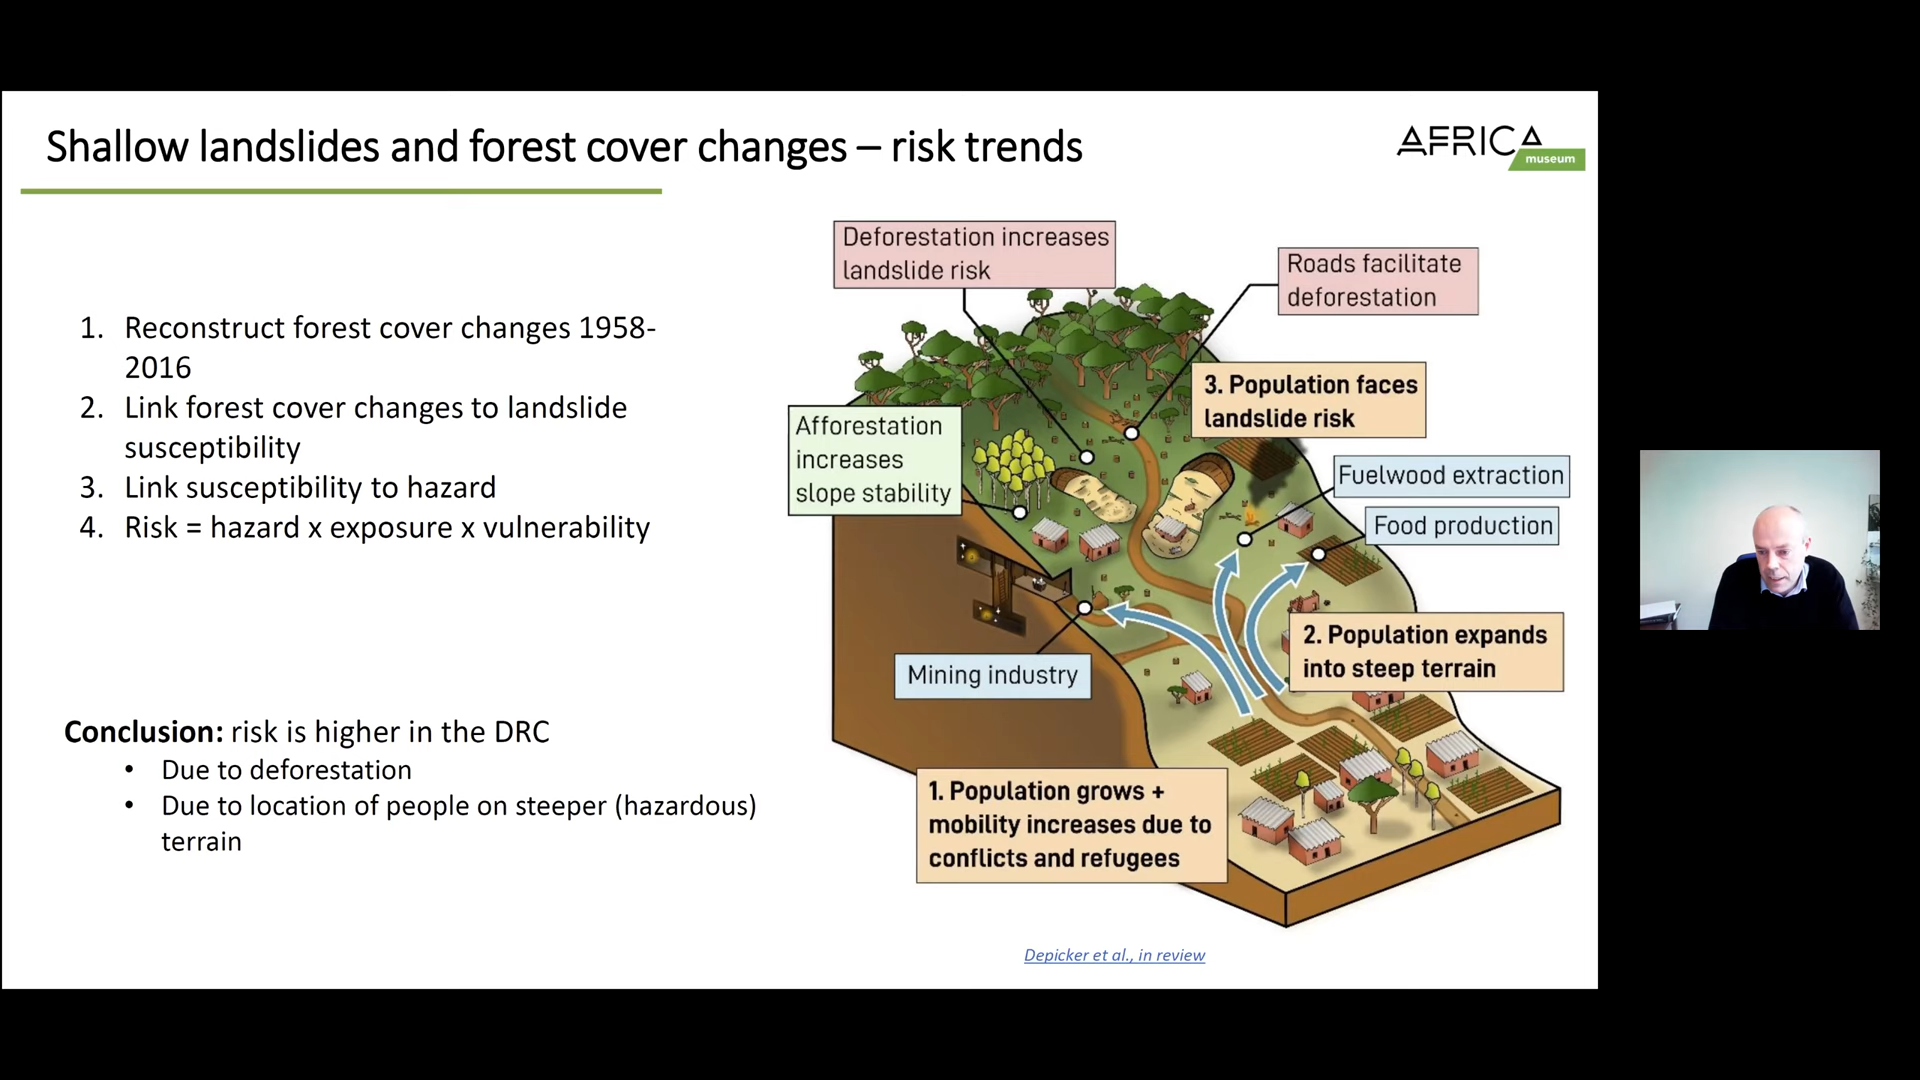 Shallow landslides and forest cover changes – risk trends
AFRICA
museum
1. Reconstruct forest cover changes 1958-
2016
2. Link forest cover changes to landslide
susceptibility
3. Link susceptibility to hazard
4. Risk = hazard x exposure x vulnerability
Conclusion: risk is higher in the DRC
• Due to deforestation
• Due to location of people on steeper (hazardous)
terrain
Deforestation increases
landslide risk
Roads facilitate
deforestation
3. Population faces
landslide risk
Afforestation
increases
slope stability
Fuelwood extraction
Food production
2. Population expands
into steep terrain
Mining industry
1. Population grows +
mobility increases due to
conflicts and refugees
Depicker et al., in review